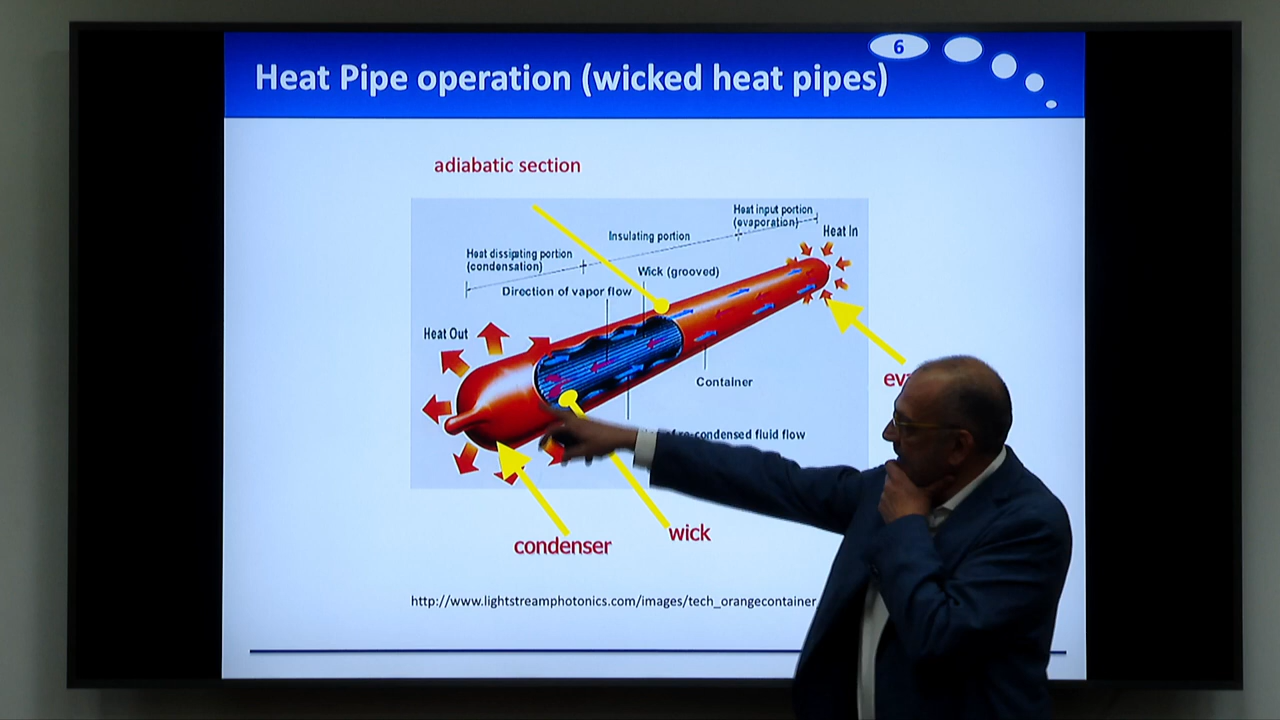 6
Heat Pipe operation (wicked heat pipes)
adiabatic section
Heat input portion
(evaporation)
Heat In
Insulating portion
Heat dissipating portion
(condensation)
Wick (grooved)
Direction of vapor flow
Heat Out
Container
re-condensed fluid flow
condenser
wick
http://www.lightstreamphotonics.com/images/tech_orangecontainer